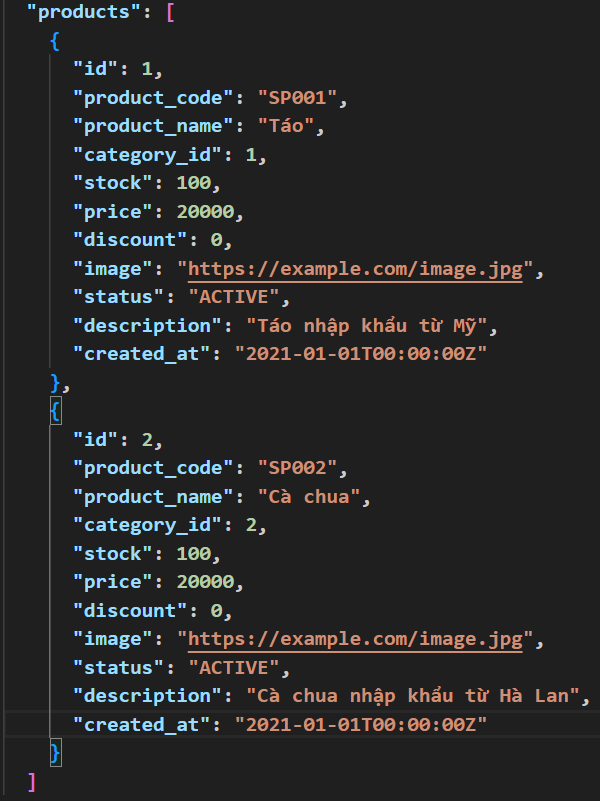 "products": [
{
"id": 1,
"product_code": "SP001",
"product_name": "Táo",
"category_id": 1,
"stock": 100,
"price": 20000,
"discount": 0,
"image": "https://example.com/image.jpg",
"status": "ACTIVE",
"description": "Táo nhập khẩu từ Mỹ",
"created_at": "2021-01-01T00:00:00Z"
},
{
"id": 2,
"product_code": "SP002",
"product_name": "Cà chua",
"category_id": 2,
"stock": 100,
"price": 20000,
"discount": 0,
"image": "https://example.com/image.jpg",
"status": "ACTIVE",
"description": "Cà chua nhập khẩu từ Hà Lan",
"created_at": "2021-01-01T00:00:00Z"
}
]